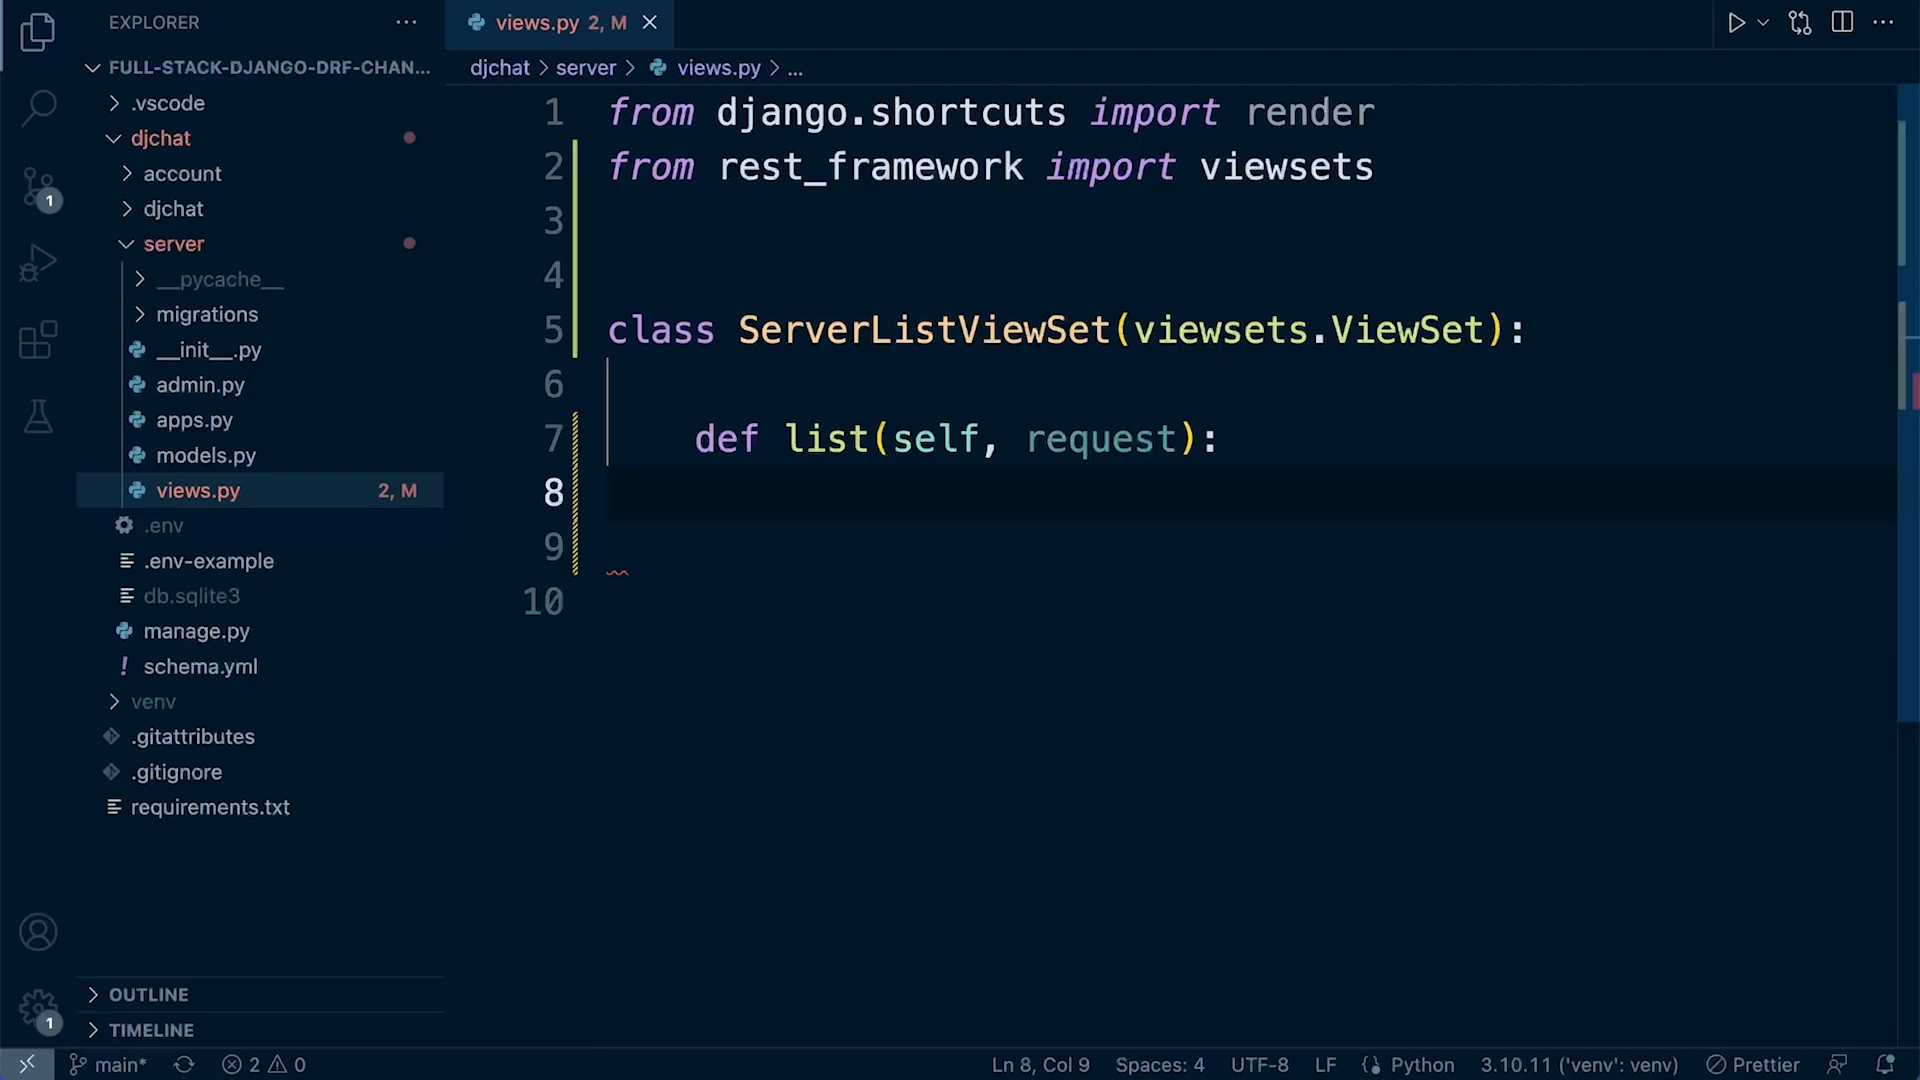 EXPLORER
views.py 2, M
FULL-STACK-DJANGO-DRF-CHAN...
djchat > server > views.py > ...
.vscode
djchat
account
djchat
server
__pycache__
migrations
__init__.py
admin.py
apps.py
models.py
views.py 2, M
.env
.env-example
db.sqlite3
manage.py
schema.yml
venv
.gitattributes
.gitignore
requirements.txt
1
1
OUTLINE
TIMELINE
1 from django.shortcuts import render
2 from rest_framework import viewsets
3
4
5 class ServerListViewSet(viewsets.ViewSet):
6
7 def list(self, request):
8
9
10
main* 2 0 Ln 8, Col 9 Spaces: 4 UTF-8 LF Python 3.10.11 ('venv': venv) Prettier